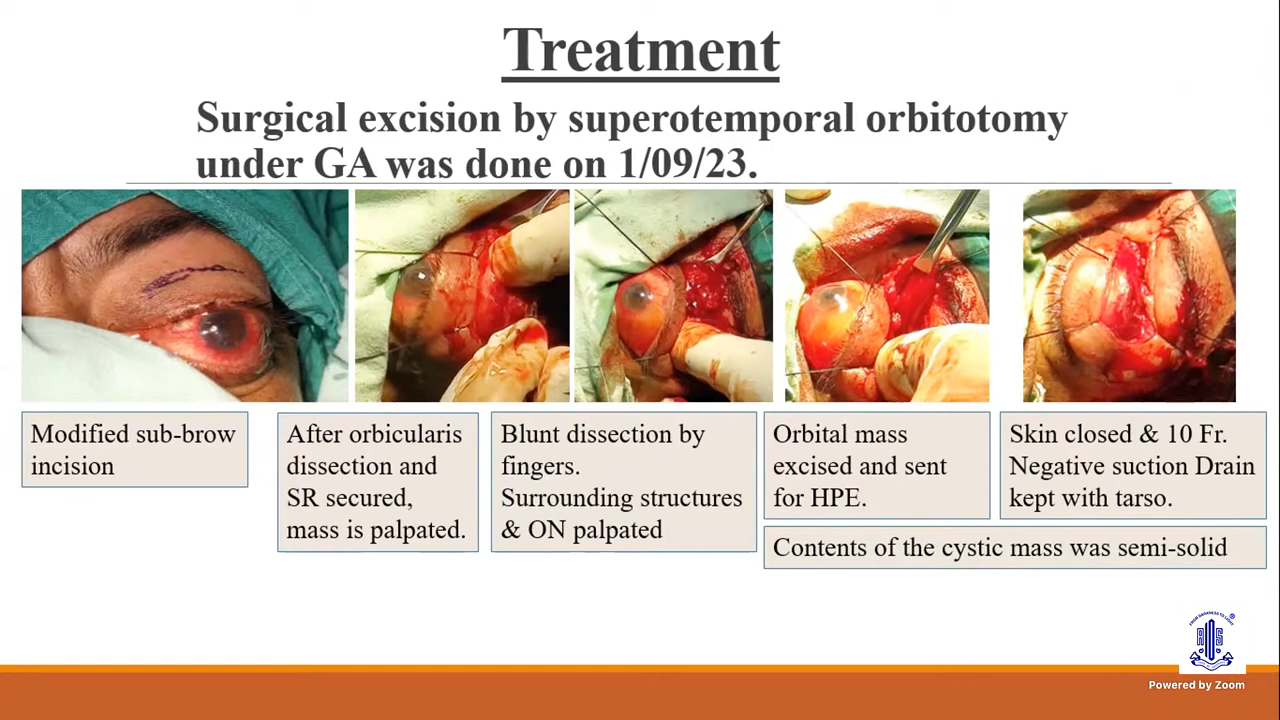 Treatment
Surgical excision by superotemporal orbitotomy
under GA was done on 1/09/23.
Modified sub-brow
incision
After orbicularis
dissection and
SR secured,
mass is palpated.
Blunt dissection by
fingers.
Surrounding structures
& ON palpated
Orbital mass
excised and sent
for HPE.
Skin closed & 10 Fr.
Negative suction Drain
kept with tarso.
Contents of the cystic mass was semi-solid
Powered by Zoom